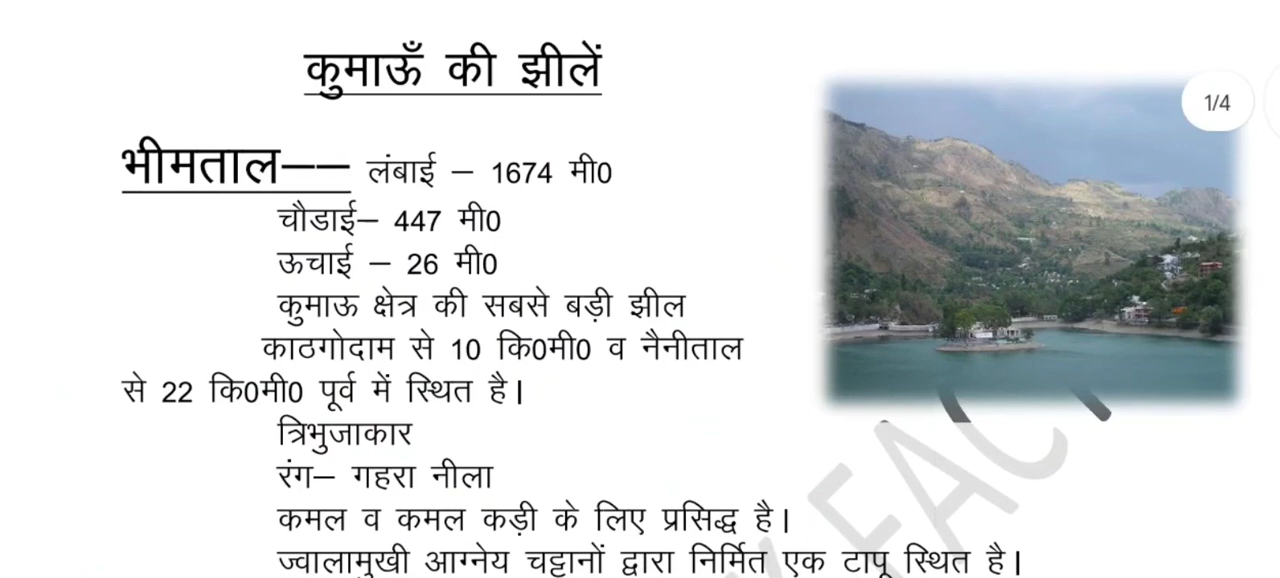 कुमाऊँ की झीलें
1/4
भीमताल—— लंबाई – 1674 मी0
चौडाई– 447 मी0
ऊचाई – 26 मी0
कुमाऊ क्षेत्र की सबसे बड़ी झील
काठगोदाम से 10 कि0मी0 व नैनीताल
से 22 कि0मी0 पूर्व में स्थित है।
त्रिभुजाकार
रंग– गहरा नीला
कमल व कमल कड़ी के लिए प्रसिद्ध है।
ज्वालामुखी आग्नेय चट्टानों द्वारा निर्मित एक टापू स्थित है।